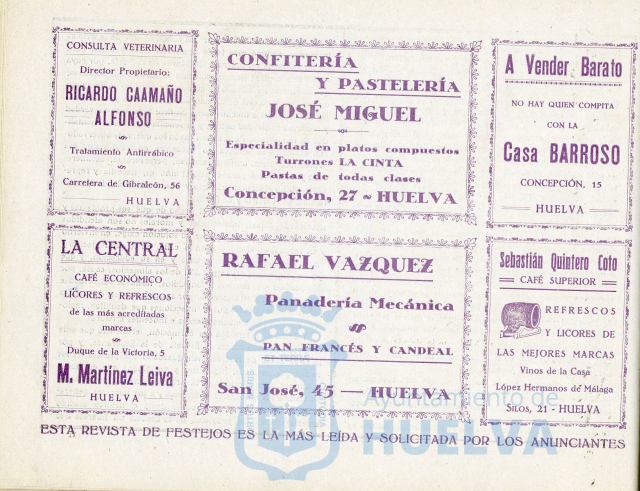 CONSULTA VETERINARIA
Director Propietario:
RICARDO CAAMAÑO
ALFONSO
Tratamiento Antirrábico
Carretera de Gibraleón, 56
HUELVA
CONFITERÍA
Y PASTELERÍA
JOSÉ MIGUEL
Especialidad en platos compuestos
Turrones LA CINTA
Pastas de todas clases
Concepción, 27 ~ HUELVA
A Vender Barato
NO HAY QUIEN COMPITA
CON LA
Casa BARROSO
CONCEPCIÓN, 15
HUELVA
LA CENTRAL
CAFÉ ECONÓMICO
LICORES Y REFRESCOS
de las más acreditadas
marcas
Duque de la Victoria, 5
M. Martínez Leiva
HUELVA
RAFAEL VAZQUEZ
Panadería Mecánica
PAN FRANCÉS Y CANDEAL
San José, 45 — HUELVA
Sebastián Quintero Coto
CAFÉ SUPERIOR
REFRESCOS
Y LICORES DE
LAS MEJORES MARCAS
Vinos de la Casa
López Hermanos de Málaga
Silos, 21 - HUELVA
ESTA REVISTA DE FESTEJOS ES LA MÁS LEÍDA Y SOLICITADA POR LOS ANUNCIANTES
Ayuntamiento de
HUELVA